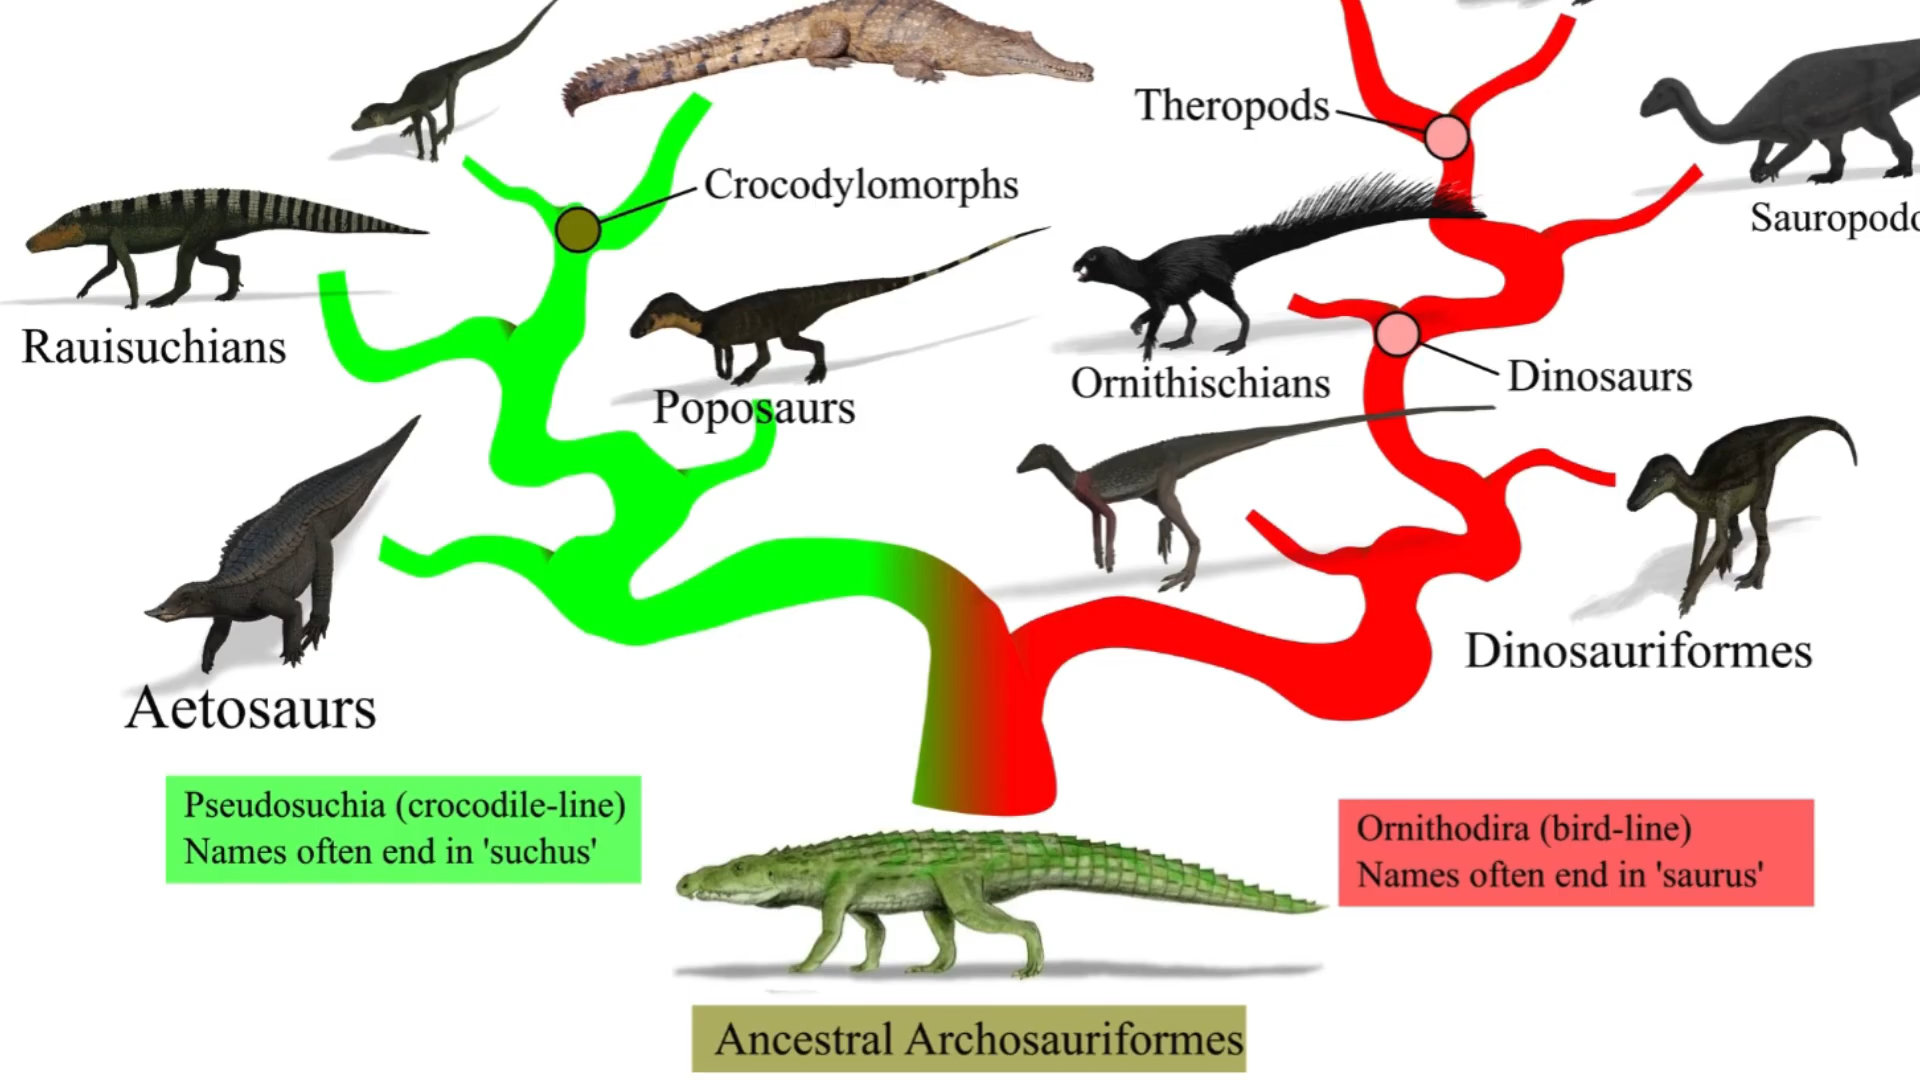 Theropods
Crocodylomorphs
Sauropodo
Rauisuchians
Poposaurs
Ornithischians
Dinosaurs
Dinosauriformes
Aetosaurs
Pseudosuchia (crocodile-line)
Names often end in 'suchus'
Ornithodira (bird-line)
Names often end in 'saurus'
Ancestral Archosauriformes